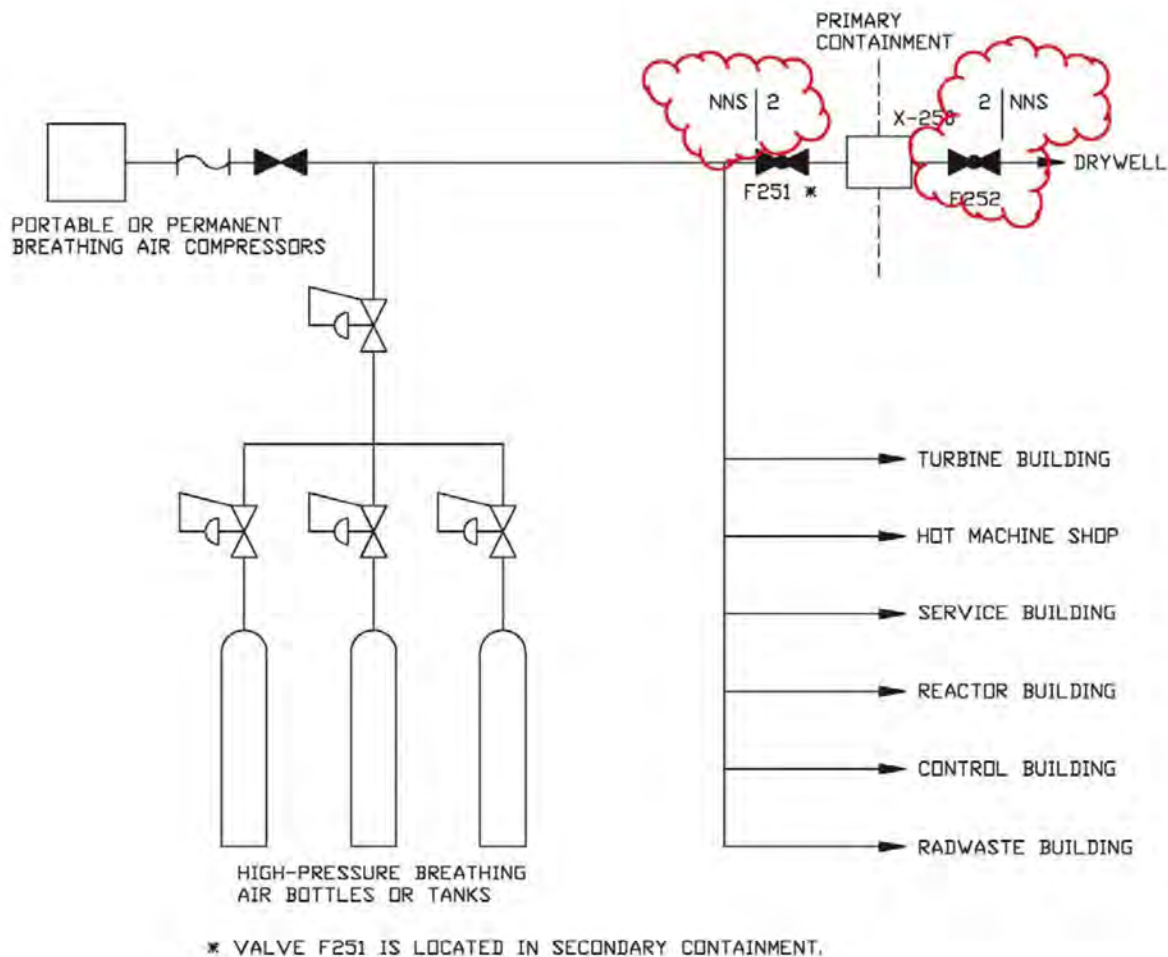 PRIMARY
CONTAINMENT
NNS | 2
2 | NNS
X-250
F251 *
F252
DRYWELL
PORTABLE OR PERMANENT
BREATHING AIR COMPRESSORS
TURBINE BUILDING
HOT MACHINE SHOP
SERVICE BUILDING
REACTOR BUILDING
CONTROL BUILDING
RADWASTE BUILDING
HIGH-PRESSURE BREATHING
AIR BOTTLES OR TANKS
* VALVE F251 IS LOCATED IN SECONDARY CONTAINMENT.